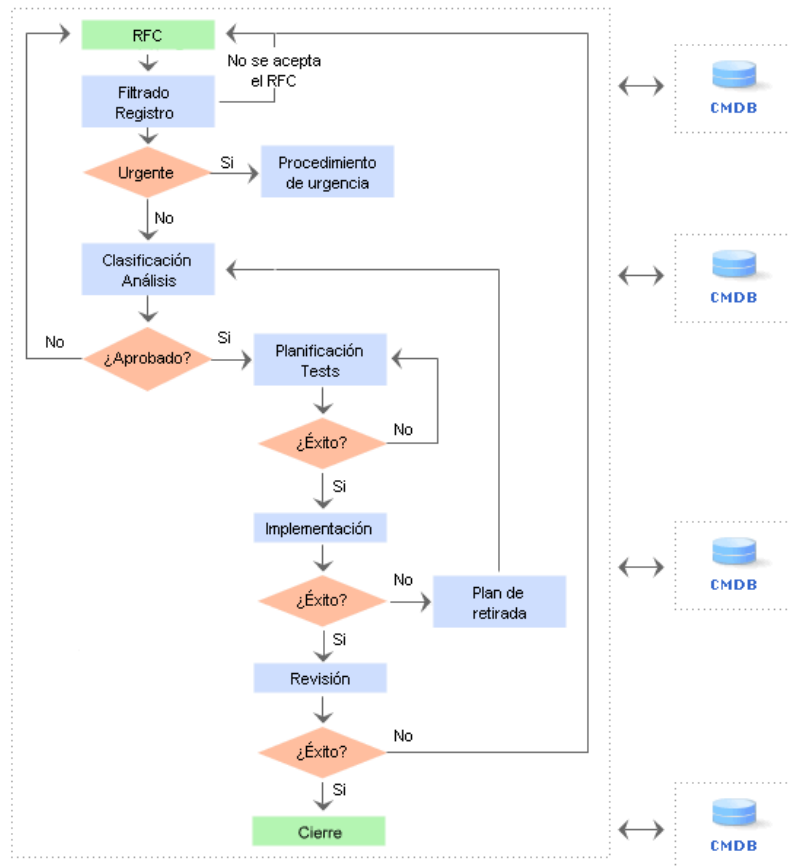 RFC
No se acepta
el RFC
CMDB
Filtrado
Registro
Urgente
Si
Procedimiento
de urgencia
No
Clasificación
Análisis
CMDB
No
¿Aprobado?
Si
Planificación
Tests
¿Éxito?
No
Si
Implementación
¿Éxito?
No
Plan de
retirada
CMDB
Si
Revisión
¿Éxito?
No
Si
Cierre
CMDB